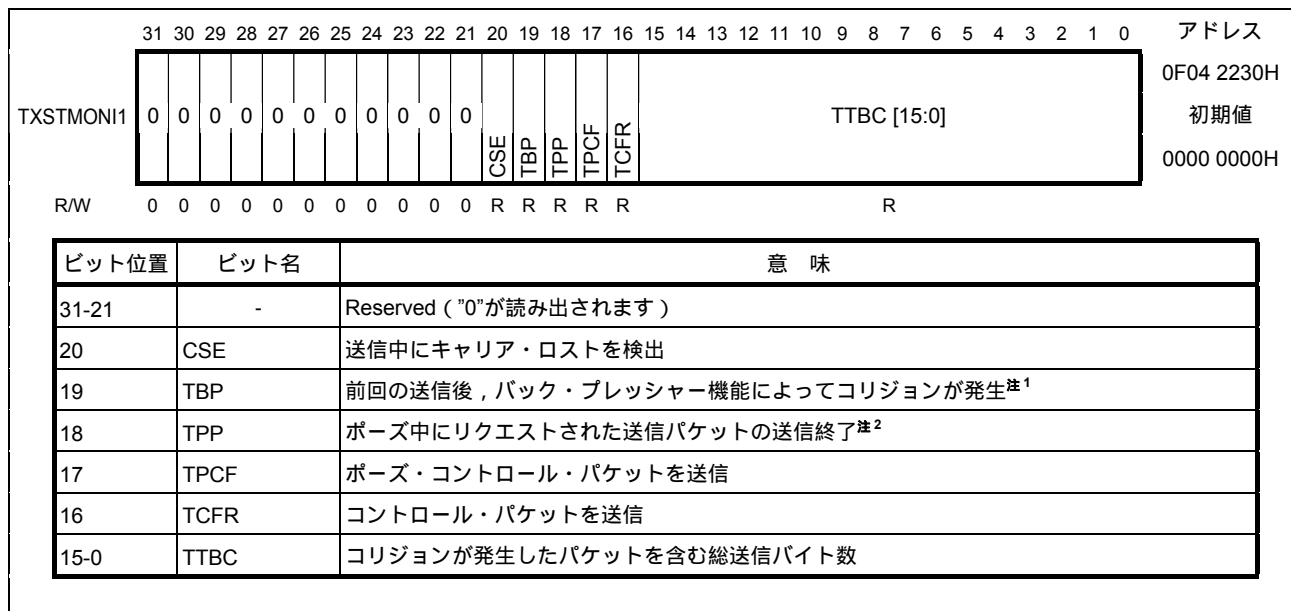 31 30 29 28 27 26 25 24 23 22 21 20 19 18 17 16 15 14 13 12 11 10 9 8 7 6 5 4 3 2 1 0 アドレス
0F04 2230H
TXSTMONI1 0 0 0 0 0 0 0 0 0 0 0 CSE TBP TPP TPCF TCFR TTBC [15:0] 初期値
0000 0000H
R/W 0 0 0 0 0 0 0 0 0 0 0 R R R R R R
ビット位置 ビット名 意 味
31-21 - Reserved（”0”が読み出されます）
20 CSE 送信中にキャリア・ロストを検出
19 TBP 前回の送信後，バック・プレッシャー機能によってコリジョンが発生注1
18 TPP ポーズ中にリクエストされた送信パケットの送信終了注2
17 TPCF ポーズ・コントロール・パケットを送信
16 TCFR コントロール・パケットを送信
15-0 TTBC コリジョンが発生したパケットを含む総送信バイト数